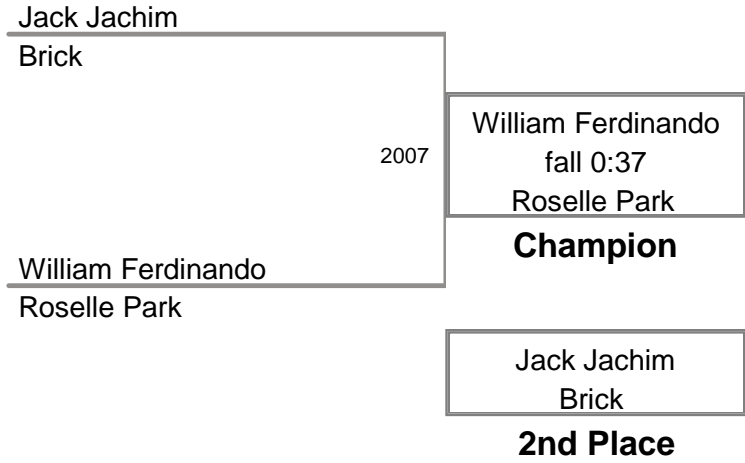 Jack Jachim
Brick
2007
William Ferdinando
fall 0:37
Roselle Park
Champion
William Ferdinando
Roselle Park
Jack Jachim
Brick
2nd Place